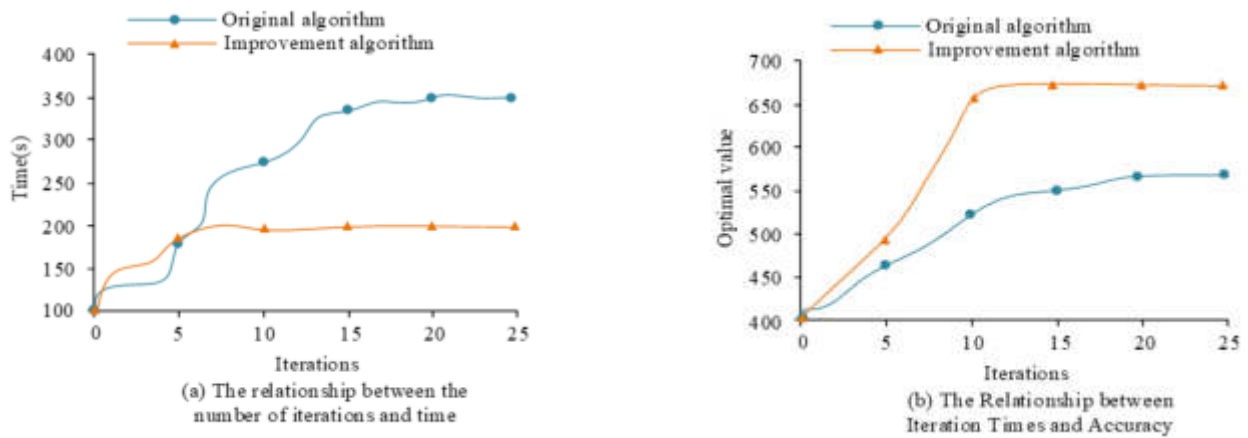 Original algorithm
Improvement algorithm
400
350
300
250
200
150
100
Time(s)
0 5 10 15 20 25
Iterations
(a) The relationship between the
number of iterations and time
Original algorithm
Improvement algorithm
700
650
600
550
500
450
400
Optimal value
0 5 10 15 20 25
Iterations
(b) The Relationship between
Iteration Times and Accuracy